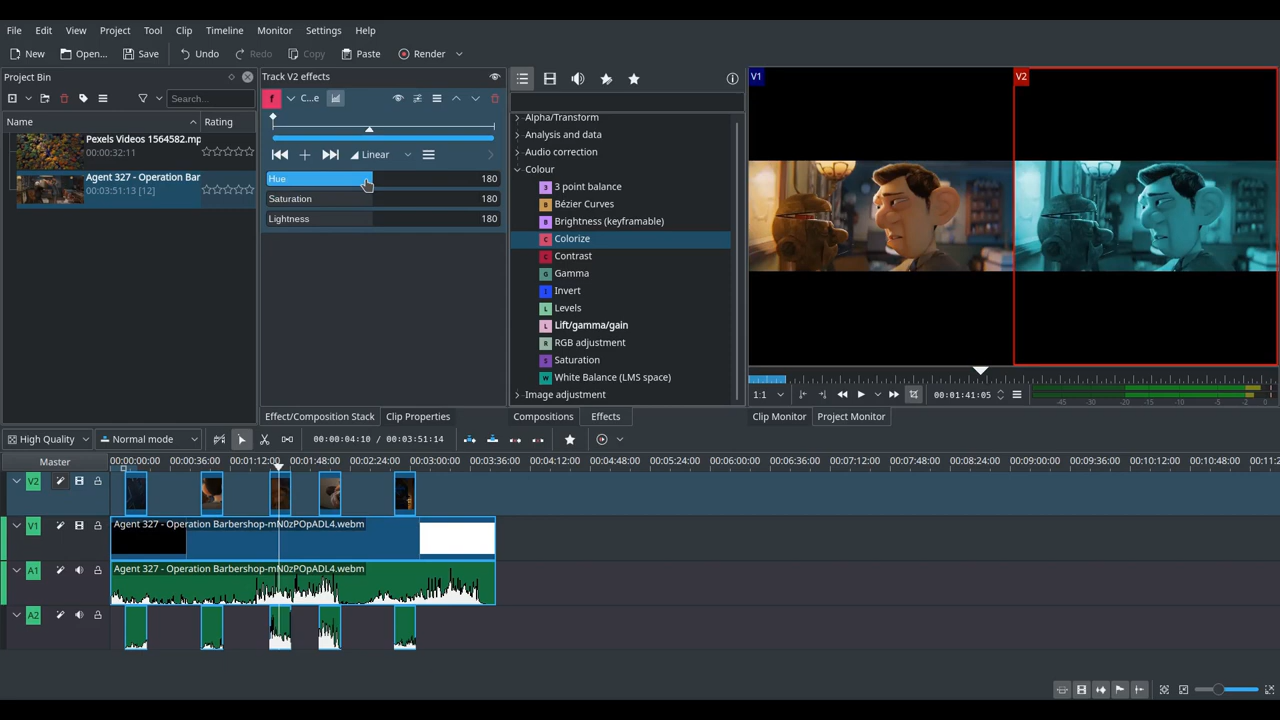 File Edit View Project Tool Clip Timeline Monitor Settings Help
New Open... Save Undo Redo Copy Paste Render
Project Bin
Search...
Name Rating
Pexels Videos 1564582.mp
00:00:32:11
Agent 327 - Operation Bar
00:03:51:13 [12]
Track V2 effects
f C...e
Linear
Hue 180
Saturation 180
Lightness 180
Effect/Composition Stack Clip Properties
Alpha/Transform
Analysis and data
Audio correction
Colour
3 3 point balance
B Bézier Curves
B Brightness (keyframable)
C Colorize
C Contrast
G Gamma
I Invert
L Levels
L Lift/gamma/gain
R RGB adjustment
S Saturation
W White Balance (LMS space)
Image adjustment
Compositions Effects
V1 V2
1:1 00:01:41:05 -45 -30 -20 -10 -5 -2 0
Clip Monitor Project Monitor
High Quality Normal mode 00:00:04:10 / 00:03:51:14
Master 00:00:00:00 00:00:36:00 00:01:12:00 00:01:48:00 00:02:24:00 00:03:00:00 00:03:36:00 00:04:12:00 00:04:48:00 00:05:24:00 00:06:00:00 00:06:36:00 00:07:12:00 00:07:48:00 00:08:24:00 00:09:00:00 00:09:36:00 00:10:12:00 00:10:48:00 00:11:2
V2
V1 Agent 327 - Operation Barbershop-mN0zPOpADL4.webm
A1 Agent 327 - Operation Barbershop-mN0zPOpADL4.webm
A2